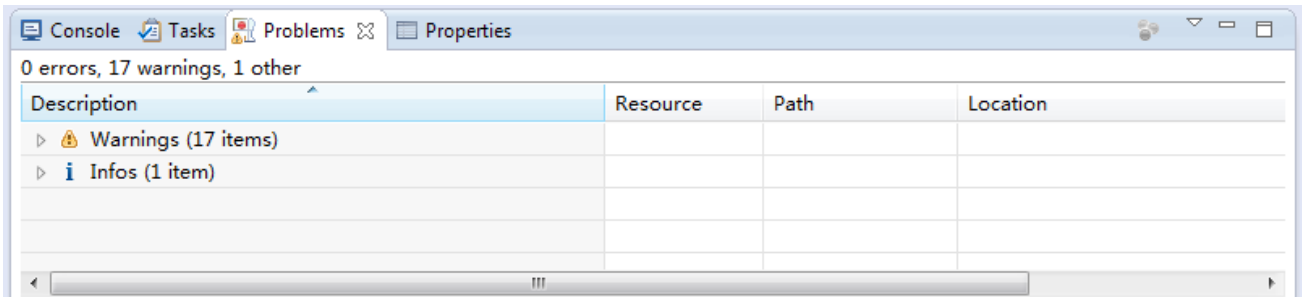 Console Tasks Problems Properties
0 errors, 17 warnings, 1 other
Description Resource Path Location
Warnings (17 items)
i Infos (1 item)